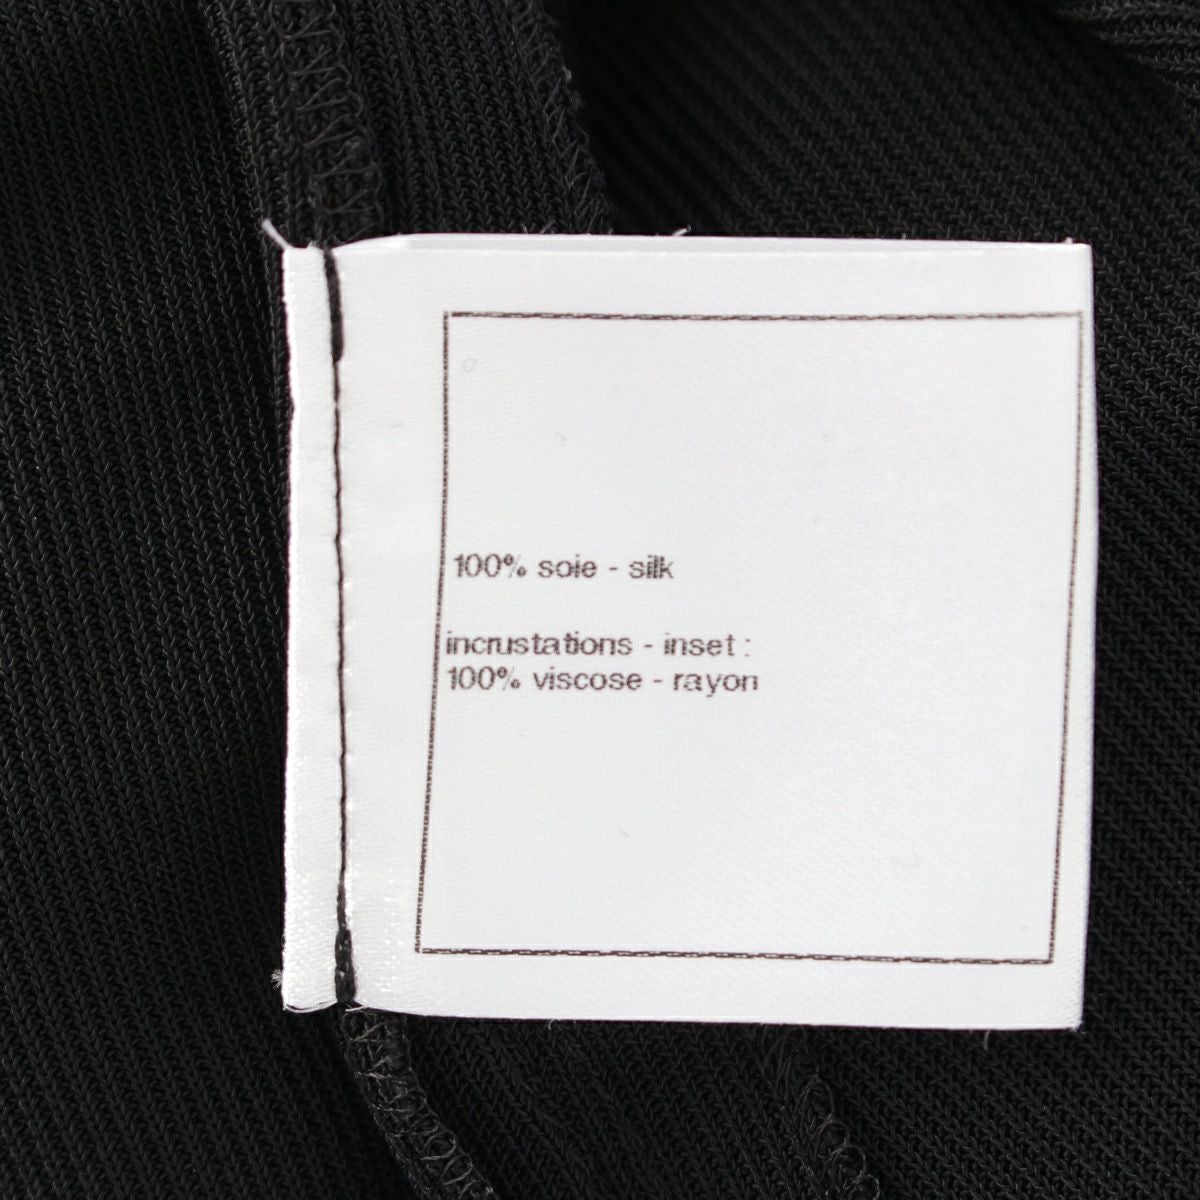 100% soie - silk
incrustations - inset :
100% viscose - rayon